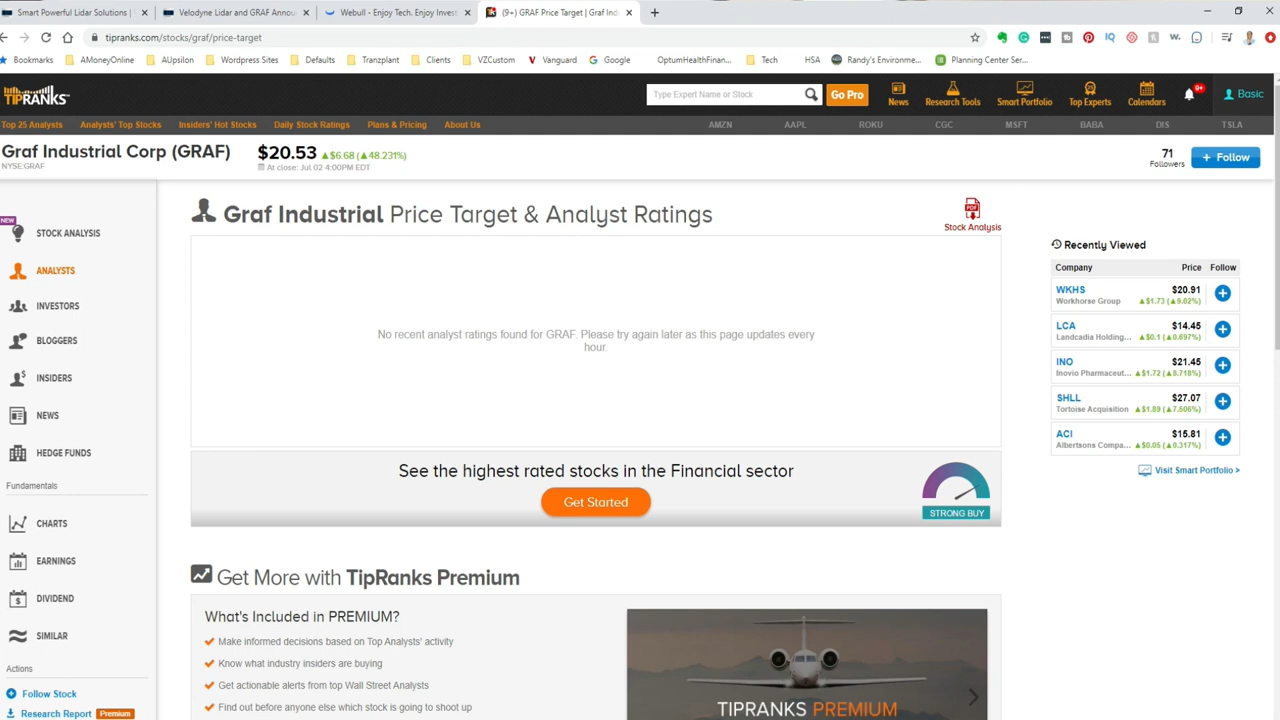 Smart Powerful Lidar Solutions |
Velodyne Lidar and GRAF Annou
Webull - Enjoy Tech. Enjoy Inves
(9+) GRAF Price Target | Graf Ind
tipranks.com/stocks/graf/price-target
Bookmarks
AMoneyOnline
AUpsilon
Wordpress Sites
Defaults
Tranzplant
Clients
VZCustom
Vanguard
Google
OptumHealthFinan...
Tech
HSA
Randy's Environme...
Planning Center Ser...
TIPRANKS
Type Expert Name or Stock
Go Pro
News
Research Tools
Smart Portfolio
Top Experts
Calendars
9+
Basic
Top 25 Analysts
Analysts' Top Stocks
Insiders' Hot Stocks
Daily Stock Ratings
Plans & Pricing
About Us
AMZN
AAPL
ROKU
CGC
MSFT
BABA
DIS
TSLA
Graf Industrial Corp (GRAF)
NYSE:GRAF
$20.53 ▲$6.68 (▲48.231%)
At close: Jul 02 4:00PM EDT
71
Followers
+ Follow
NEW
STOCK ANALYSIS
ANALYSTS
INVESTORS
BLOGGERS
INSIDERS
NEWS
HEDGE FUNDS
Fundamentals
CHARTS
EARNINGS
DIVIDEND
SIMILAR
Actions
Follow Stock
Research Report Premium
Graf Industrial Price Target & Analyst Ratings
PDF
Stock Analysis
No recent analyst ratings found for GRAF. Please try again later as this page updates every
hour.
See the highest rated stocks in the Financial sector
Get Started
STRONG BUY
Get More with TipRanks Premium
What's Included in PREMIUM?
Make informed decisions based on Top Analysts' activity
Know what industry insiders are buying
Get actionable alerts from top Wall Street Analysts
Find out before anyone else which stock is going to shoot up
TIPRANKS PREMIUM
Recently Viewed
Company Price Follow
WKHS $20.91
Workhorse Group ▲$1.73 (▲9.02%)
LCA $14.45
Landcadia Holding... ▲$0.1 (▲0.697%)
INO $21.45
Inovio Pharmaceut... ▲$1.72 (▲8.718%)
SHLL $27.07
Tortoise Acquisition ▲$1.89 (▲7.506%)
ACI $15.81
Albertsons Compa... ▲$0.05 (▲0.317%)
Visit Smart Portfolio >